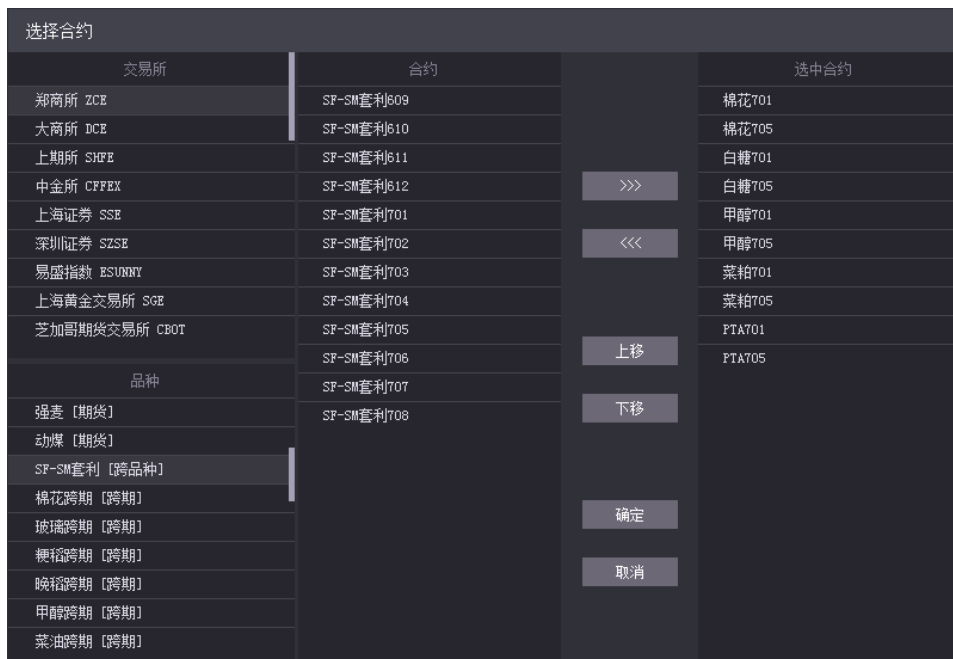 选择合约
交易所
郑商所 ZCE
大商所 DCE
上期所 SHFE
中金所 CFFEX
上海证券 SSE
深圳证券 SZSE
易盛指数 ESUNNY
上海黄金交易所 SGE
芝加哥期货交易所 CBOT
品种
强麦 [期货]
动煤 [期货]
SF-SM套利 [跨品种]
棉花跨期 [跨期]
玻璃跨期 [跨期]
粳稻跨期 [跨期]
晚稻跨期 [跨期]
甲醇跨期 [跨期]
菜油跨期 [跨期]
合约
SF-SM套利609
SF-SM套利610
SF-SM套利611
SF-SM套利612
SF-SM套利701
SF-SM套利702
SF-SM套利703
SF-SM套利704
SF-SM套利705
SF-SM套利706
SF-SM套利707
SF-SM套利708
>>>
<<<
上移
下移
确定
取消
选中合约
棉花701
棉花705
白糖701
白糖705
甲醇701
甲醇705
菜粕701
菜粕705
PTA701
PTA705